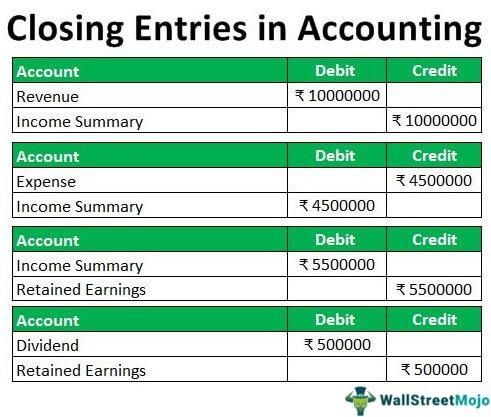 Closing Entries in Accounting
Account Debit Credit
Revenue ₹ 10000000
Income Summary ₹ 10000000
Account Debit Credit
Expense ₹ 4500000
Income Summary ₹ 4500000
Account Debit Credit
Income Summary ₹ 5500000
Retained Earnings ₹ 5500000
Account Debit Credit
Dividend ₹ 500000
Retained Earnings ₹ 500000
WallStreetMojo